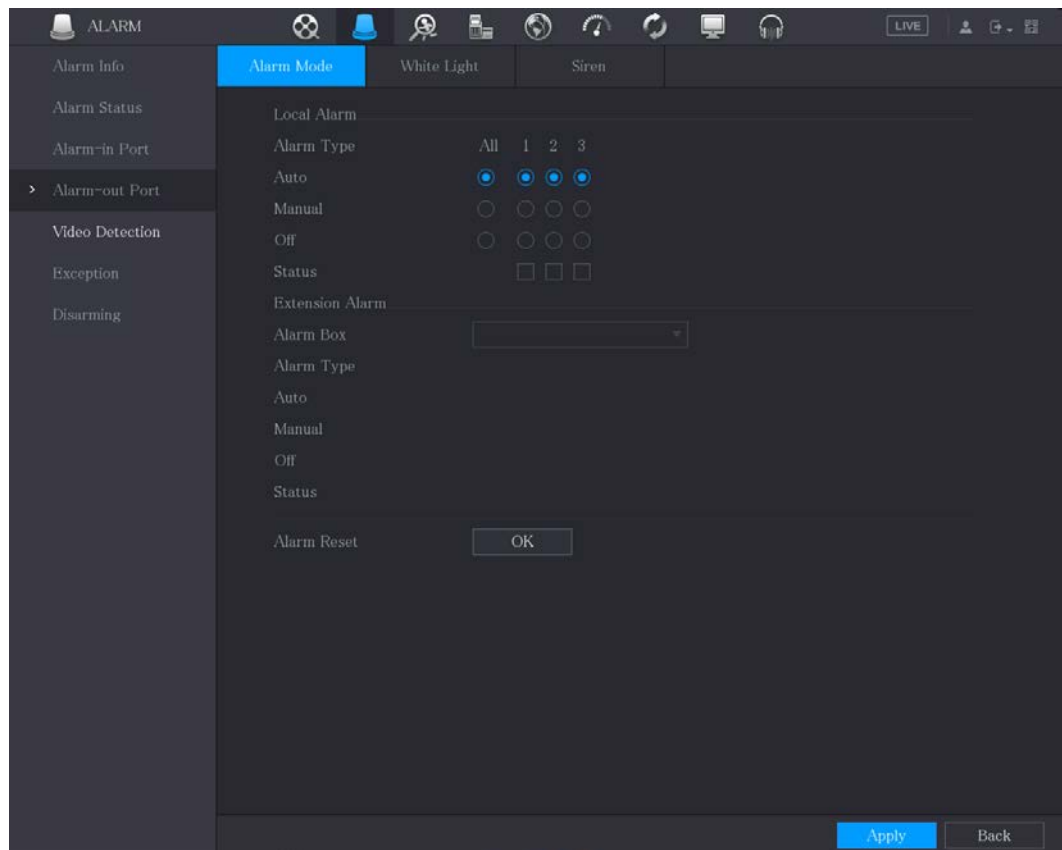 ALARM
LIVE
Alarm Info
Alarm Status
Alarm-in Port
> Alarm-out Port
Video Detection
Exception
Disarming
Alarm Mode White Light Siren
Local Alarm
Alarm Type All 1 2 3
Auto
Manual
Off
Status
Extension Alarm
Alarm Box
Alarm Type
Auto
Manual
Off
Status
Alarm Reset OK
Apply Back